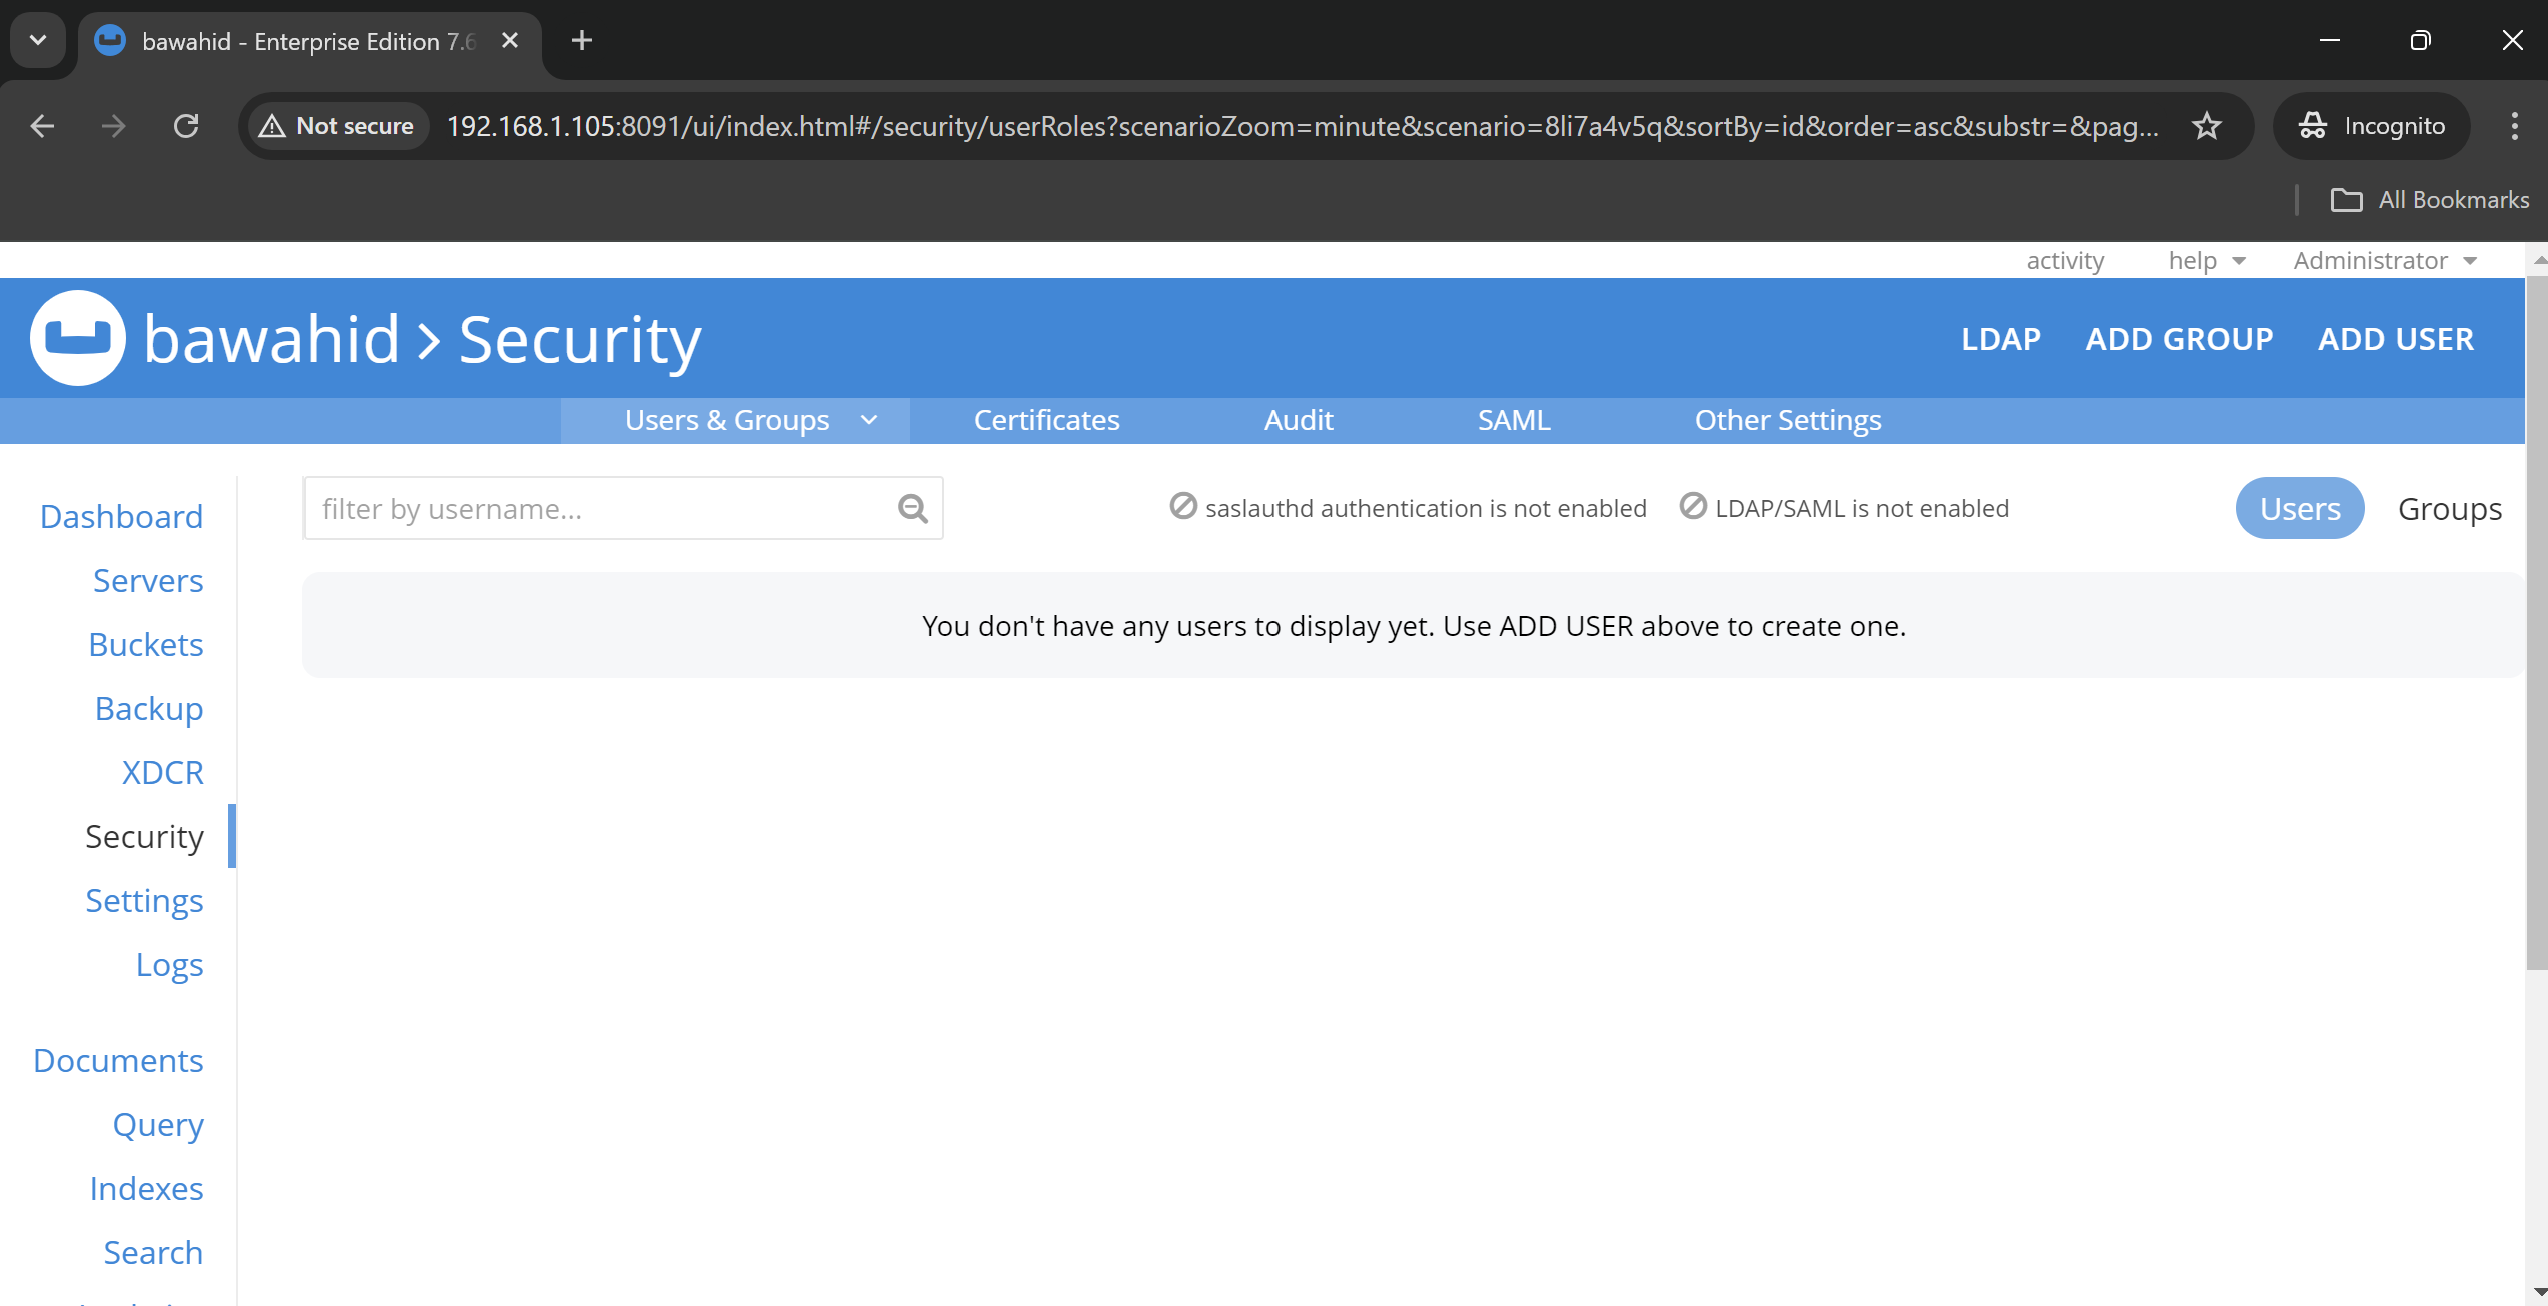 bawahid - Enterprise Edition 7.6
Not secure
192.168.1.105:8091/ui/index.html#/security/userRoles?scenarioZoom=minute&scenario=8li7a4v5q&sortBy=id&order=asc&substr=&pag...
Incognito
All Bookmarks
activity help Administrator
bawahid > Security
LDAP ADD GROUP ADD USER
Users & Groups Certificates Audit SAML Other Settings
filter by username...
saslauthd authentication is not enabled LDAP/SAML is not enabled
Users Groups
You don't have any users to display yet. Use ADD USER above to create one.
Dashboard
Servers
Buckets
Backup
XDCR
Security
Settings
Logs
Documents
Query
Indexes
Search